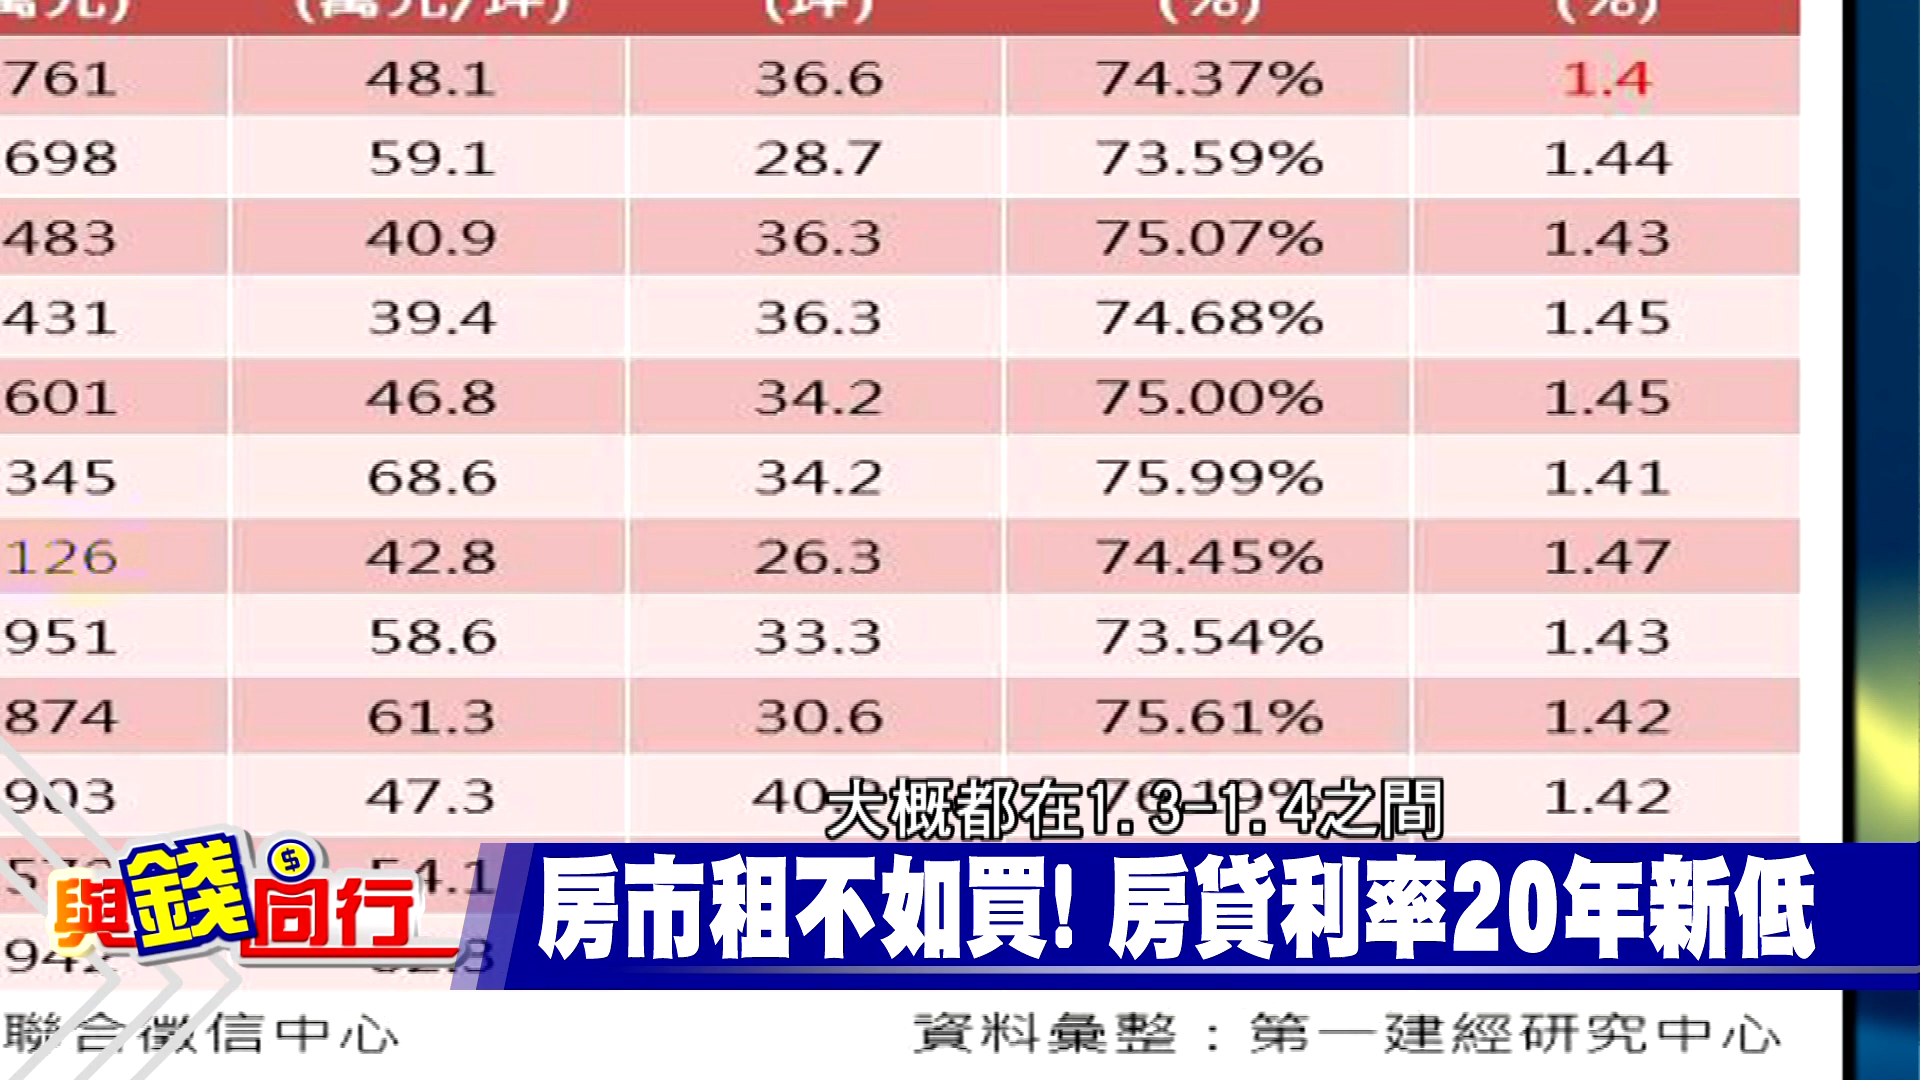 萬元) (萬元/坪) (坪) (%) (%)
761 48.1 36.6 74.37% 1.4
698 59.1 28.7 73.59% 1.44
483 40.9 36.3 75.07% 1.43
431 39.4 36.3 74.68% 1.45
601 46.8 34.2 75.00% 1.45
345 68.6 34.2 75.99% 1.41
126 42.8 26.3 74.45% 1.47
951 58.6 33.3 73.54% 1.43
874 61.3 30.6 75.61% 1.42
903 47.3 1.42
大概都在1.3-1.4之間
與錢同行
房市租不如買! 房貸利率20年新低
聯合徵信中心 資料彙整：第一建經研究中心